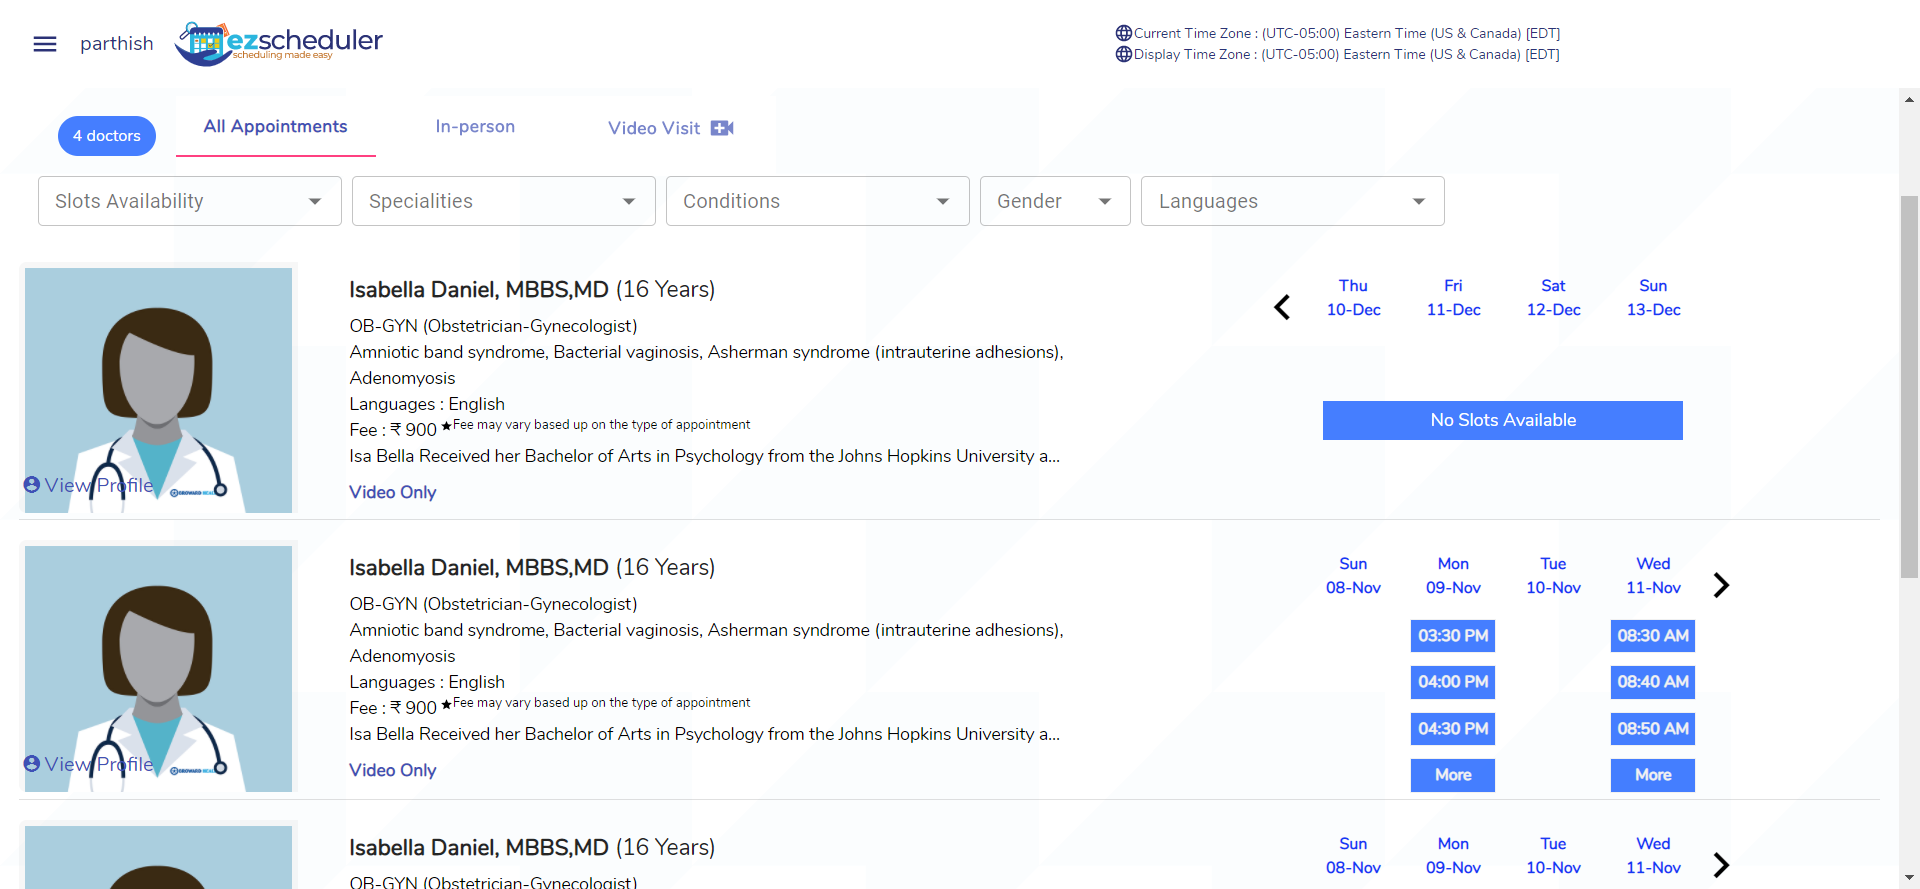 parthish
ezscheduler
scheduling made easy
Current Time Zone : (UTC-05:00) Eastern Time (US & Canada) [EDT]
Display Time Zone : (UTC-05:00) Eastern Time (US & Canada) [EDT]
4 doctors
All Appointments
In-person
Video Visit
Slots Availability
Specialities
Conditions
Gender
Languages
Isabella Daniel, MBBS,MD (16 Years)
OB-GYN (Obstetrician-Gynecologist)
Amniotic band syndrome, Bacterial vaginosis, Asherman syndrome (intrauterine adhesions),
Adenomyosis
Languages : English
Fee : ₹ 900 ★Fee may vary based up on the type of appointment
Isa Bella Received her Bachelor of Arts in Psychology from the Johns Hopkins University a...
Video Only
View Profile
Thu Fri Sat Sun
10-Dec 11-Dec 12-Dec 13-Dec
No Slots Available
Isabella Daniel, MBBS,MD (16 Years)
OB-GYN (Obstetrician-Gynecologist)
Amniotic band syndrome, Bacterial vaginosis, Asherman syndrome (intrauterine adhesions),
Adenomyosis
Languages : English
Fee : ₹ 900 ★Fee may vary based up on the type of appointment
Isa Bella Received her Bachelor of Arts in Psychology from the Johns Hopkins University a...
Video Only
View Profile
Sun Mon Tue Wed
08-Nov 09-Nov 10-Nov 11-Nov
03:30 PM 08:30 AM
04:00 PM 08:40 AM
04:30 PM 08:50 AM
More More
Isabella Daniel, MBBS,MD (16 Years)
OB-GYN (Obstetrician-Gynecologist)
Sun Mon Tue Wed
08-Nov 09-Nov 10-Nov 11-Nov